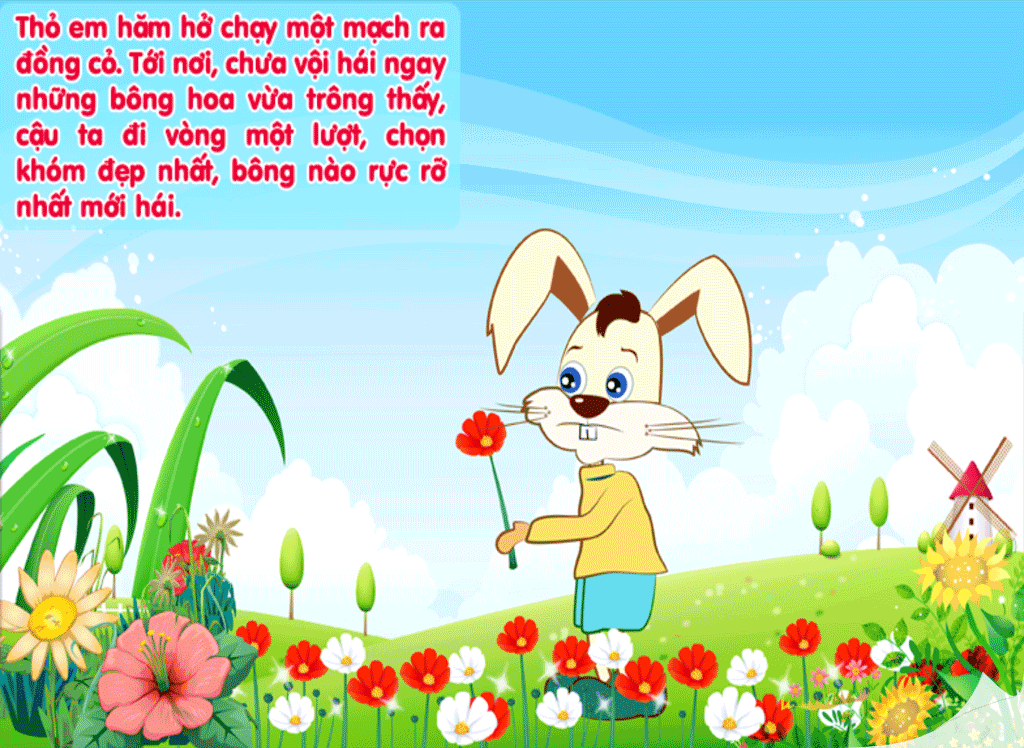 Thỏ em hăm hở chạy một mạch ra
đồng cỏ. Tới nơi, chưa vội hái ngay
những bông hoa vừa trông thấy,
cậu ta đi vòng một lượt, chọn
khóm đẹp nhất, bông nào rực rỡ
nhất mới hái.